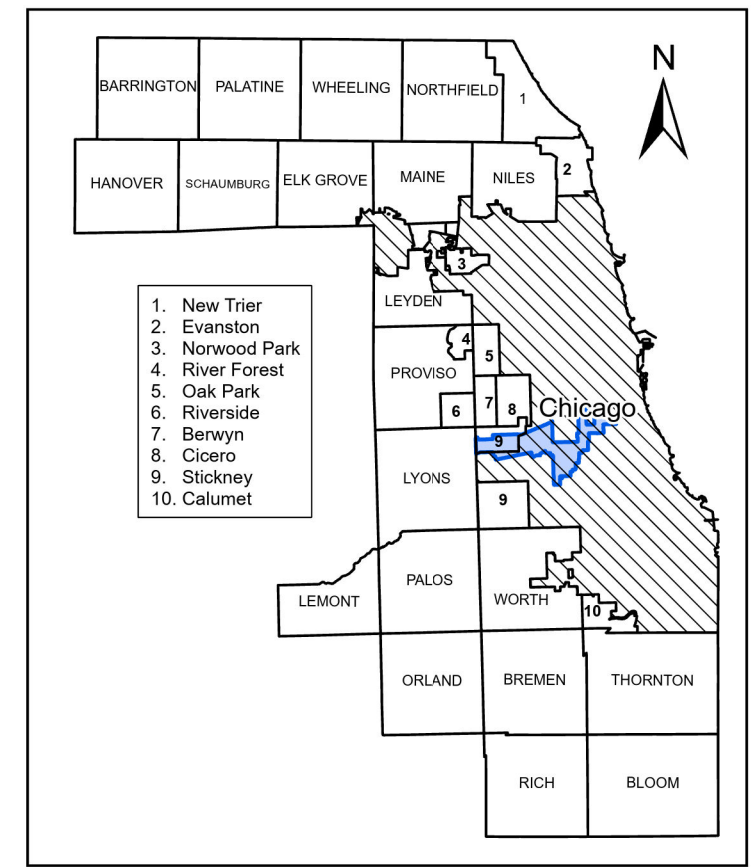 N
BARRINGTON
PALATINE
WHEELING
NORTHFIELD
1
HANOVER
SCHAUMBURG
ELK GROVE
MAINE
NILES
2
3
LEYDEN
1. New Trier
2. Evanston
3. Norwood Park
4. River Forest
5. Oak Park
6. Riverside
7. Berwyn
8. Cicero
9. Stickney
10. Calumet
4
5
PROVISO
6
7
8
Chicago
9
LYONS
9
PALOS
LEMONT
WORTH
10
ORLAND
BREMEN
THORNTON
RICH
BLOOM